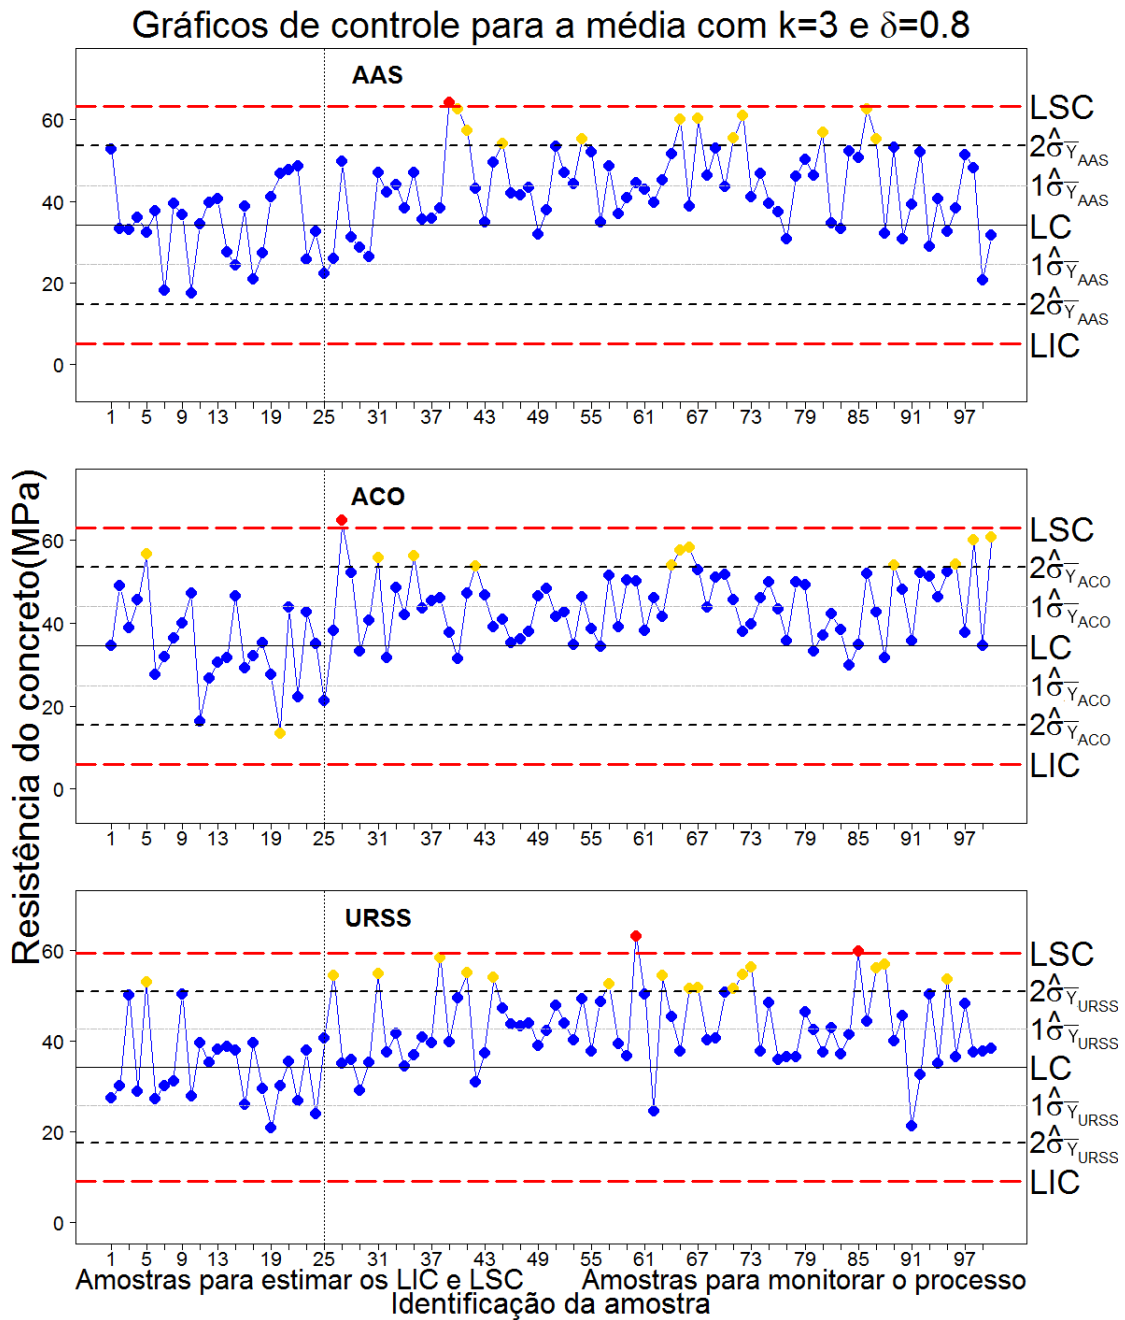 Gráficos de controle para a média com k=3 e δ=0.8
AAS
LSC
2σ̂Y̅AAS
1σ̂Y̅AAS
LC
1σ̂Y̅AAS
2σ̂Y̅AAS
LIC
60
40
20
0
1 5 9 13 19 25 31 37 43 49 55 61 67 73 79 85 91 97
Resistência do concreto(MPa)
ACO
LSC
2σ̂Y̅ACO
1σ̂Y̅ACO
LC
1σ̂Y̅ACO
2σ̂Y̅ACO
LIC
60
40
20
0
1 5 9 13 19 25 31 37 43 49 55 61 67 73 79 85 91 97
URSS
LSC
2σ̂Y̅URSS
1σ̂Y̅URSS
LC
1σ̂Y̅URSS
2σ̂Y̅URSS
LIC
60
40
20
0
1 5 9 13 19 25 31 37 43 49 55 61 67 73 79 85 91 97
Amostras para estimar os LIC e LSC Amostras para monitorar o processo
Identificação da amostra